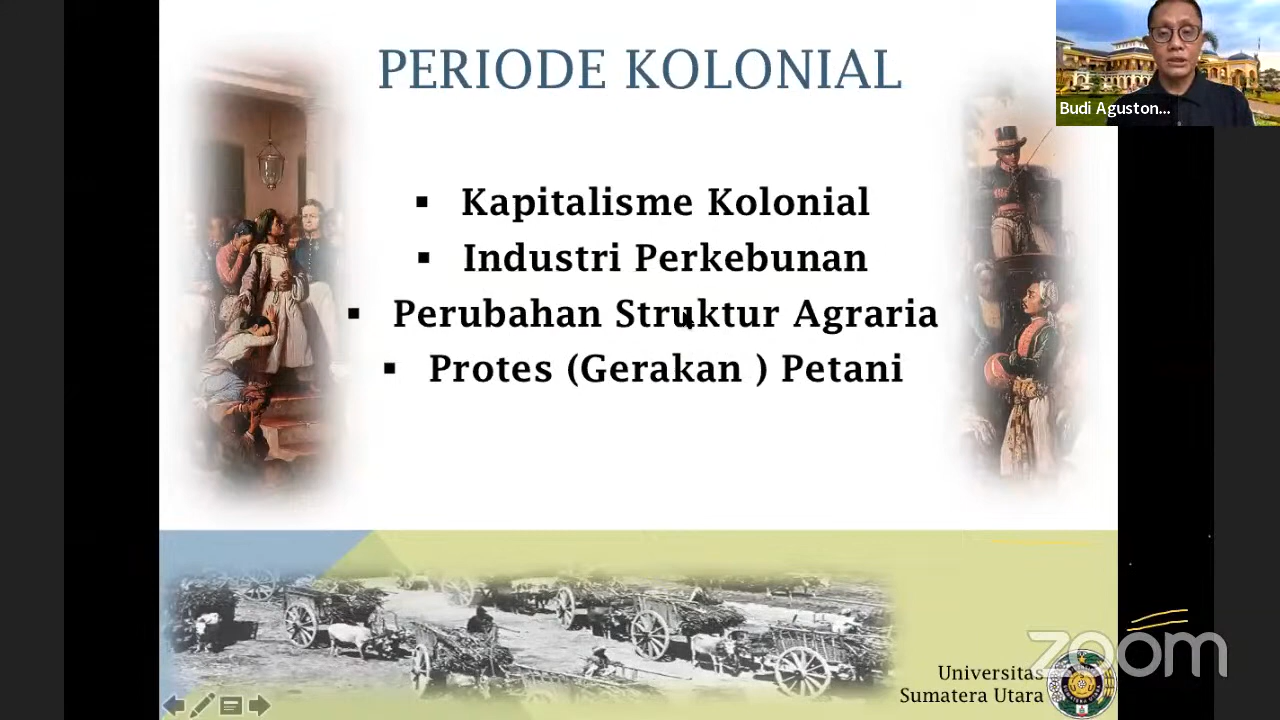 PERIODE KOLONIAL
Budi Aguston...
▪ Kapitalisme Kolonial
▪ Industri Perkebunan
▪ Perubahan Struktur Agraria
▪ Protes (Gerakan ) Petani
zoom
Universitas
Sumatera Utara